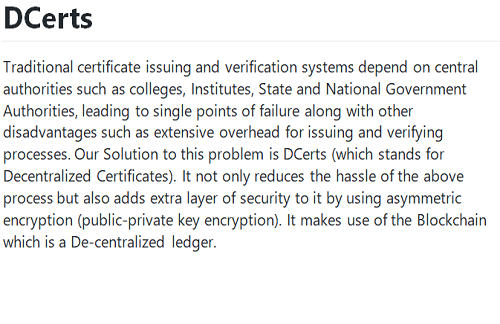 DCerts
Traditional certificate issuing and verification systems depend on central
authorities such as colleges, Institutes, State and National Government
Authorities, leading to single points of failure along with other
disadvantages such as extensive overhead for issuing and verifying
processes. Our Solution to this problem is DCerts (which stands for
Decentralized Certificates). It not only reduces the hassle of the above
process but also adds extra layer of security to it by using asymmetric
encryption (public-private key encryption). It makes use of the Blockchain
which is a De-centralized ledger.